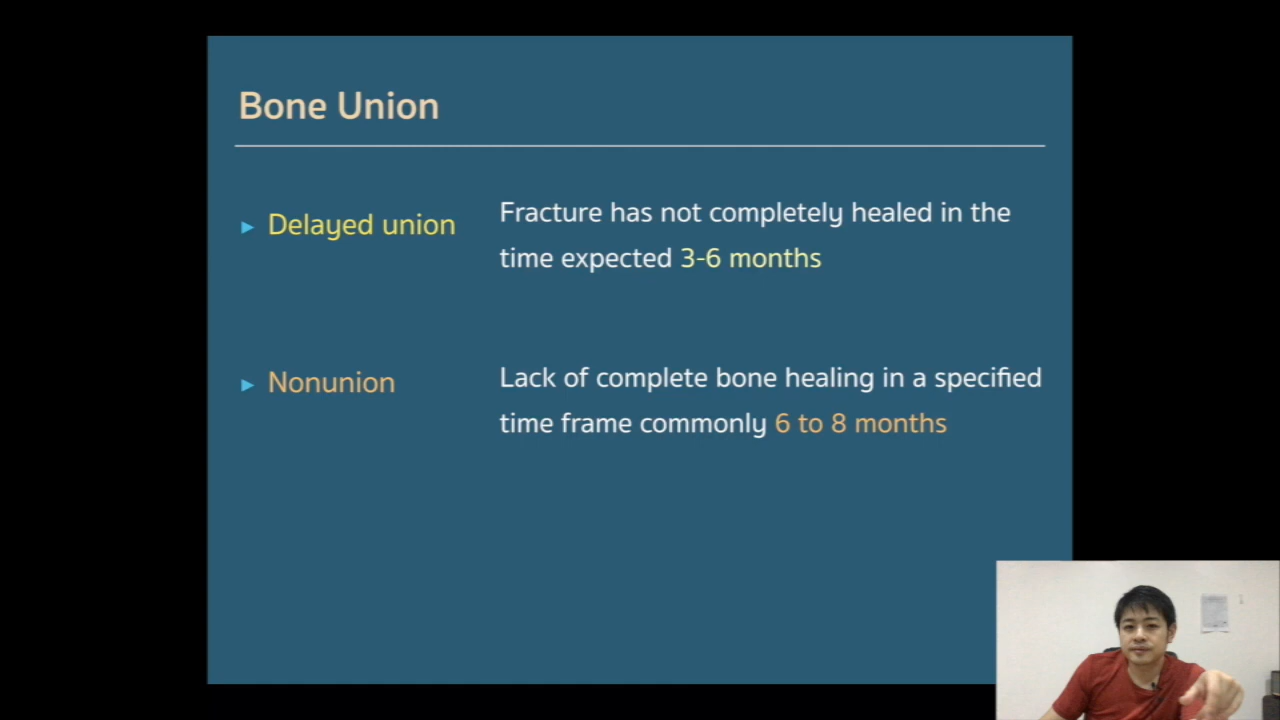 Bone Union
▸ Delayed union
Fracture has not completely healed in the
time expected 3-6 months
▸ Nonunion
Lack of complete bone healing in a specified
time frame commonly 6 to 8 months